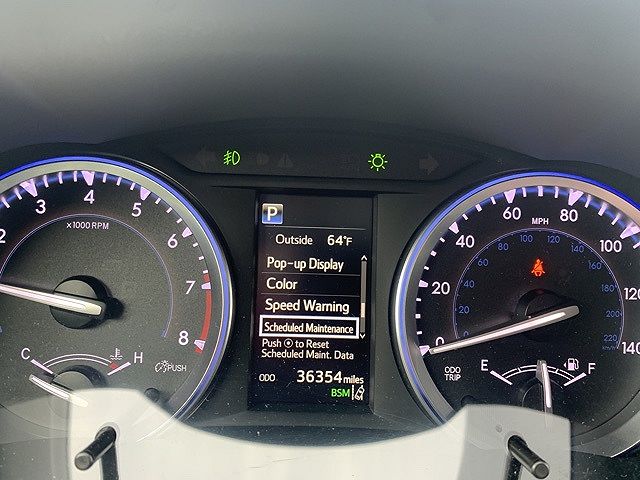 P
Outside 64°F
Pop-up Display
Color
Speed Warning
Scheduled Maintenance
Push to Reset
Scheduled Maint. Data
ODO 36354 miles
BSM
2 3 4 5 6 7 8
x1000 RPM
C H
PUSH
0 20 40 60 80 100 120 140
MPH
0 20 40 60 80 100 120 140 160 180 200 220
km/h
ODO
TRIP
E F